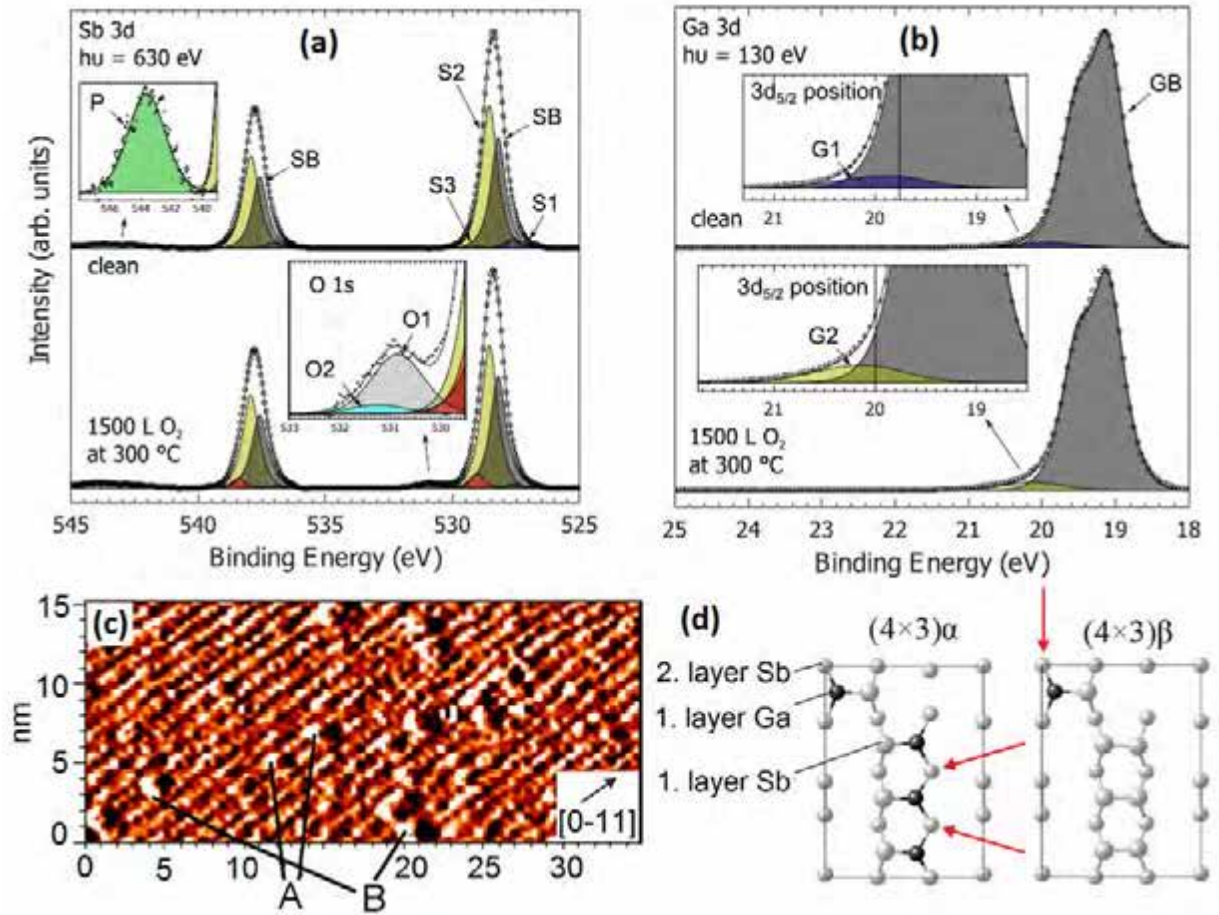 Sb 3d
hυ = 630 eV
(a)
P
S2
SB
SB
S3
S1
546 544 542 540
clean
O 1s
O1
O2
533 532 531 530
1500 L O₂
at 300 °C
Intensity (arb. units)
545 540 535 530 525
Binding Energy (eV)
Ga 3d
hυ = 130 eV
(b)
GB
3d5/2 position
G1
21 20 19
clean
3d5/2 position
G2
21 20 19
1500 L O₂
at 300 °C
25 24 23 22 21 20 19 18
Binding Energy (eV)
(c)
15
10
5
0
nm
[0-11]
0 5 10 15 20 25 30
A B
(d)
(4×3)α (4×3)β
2. layer Sb
1. layer Ga
1. layer Sb